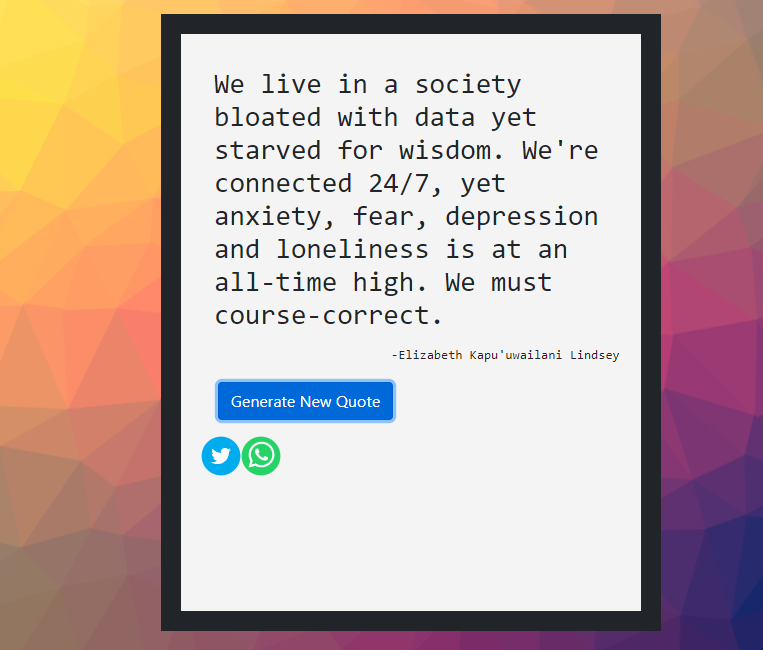 We live in a society
bloated with data yet
starved for wisdom. We're
connected 24/7, yet
anxiety, fear, depression
and loneliness is at an
all-time high. We must
course-correct.
-Elizabeth Kapu'uwailani Lindsey
Generate New Quote